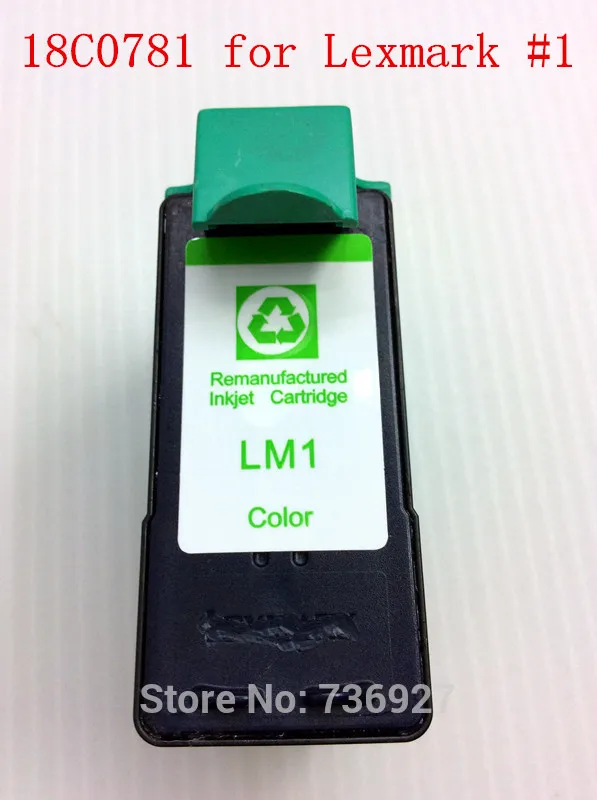 18C0781 for Lexmark #1
Remanufactured
Inkjet Cartridge
LM1
Color
Store No: 736927